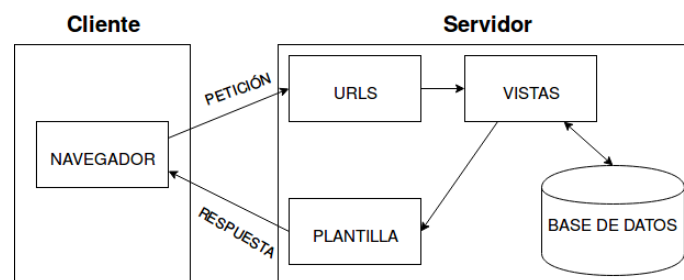 Cliente
Servidor
PETICIÓN
URLS
VISTAS
NAVEGADOR
RESPUESTA
PLANTILLA
BASE DE DATOS